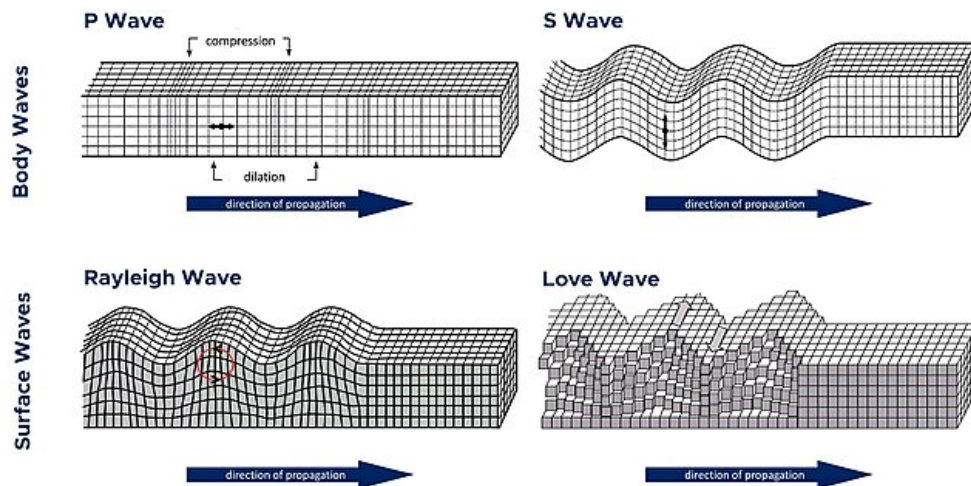 P Wave
S Wave
Body Waves
compression
dilation
direction of propagation
direction of propagation
Rayleigh Wave
Love Wave
Surface Waves
direction of propagation
direction of propagation